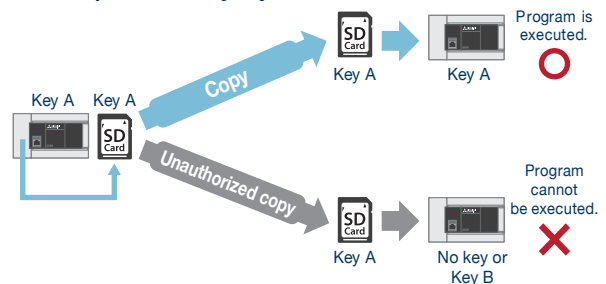 Program is
executed.
SD
Card
Key A
Key A
Key A
Key A
SD
Card
Copy
Unauthorized copy
Program
cannot
be executed.
SD
Card
Key A
No key or
Key B